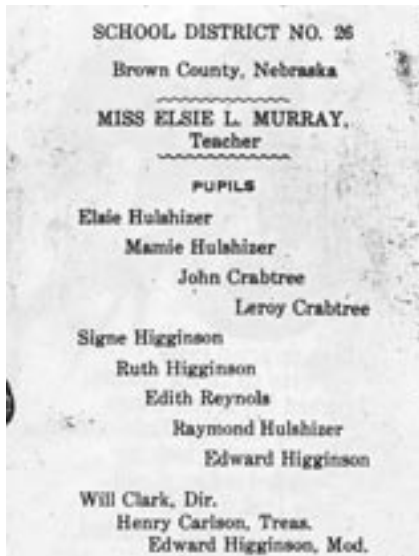 SCHOOL DISTRICT NO. 26
Brown County, Nebraska
MISS ELSIE L. MURRAY,
Teacher
PUPILS
Elsie Hulshizer
Mamie Hulshizer
John Crabtree
Leroy Crabtree
Signe Higginson
Ruth Higginson
Edith Reynols
Raymond Hulshizer
Edward Higginson
Will Clark, Dir.
Henry Carlson, Treas.
Edward Higginson, Mod.